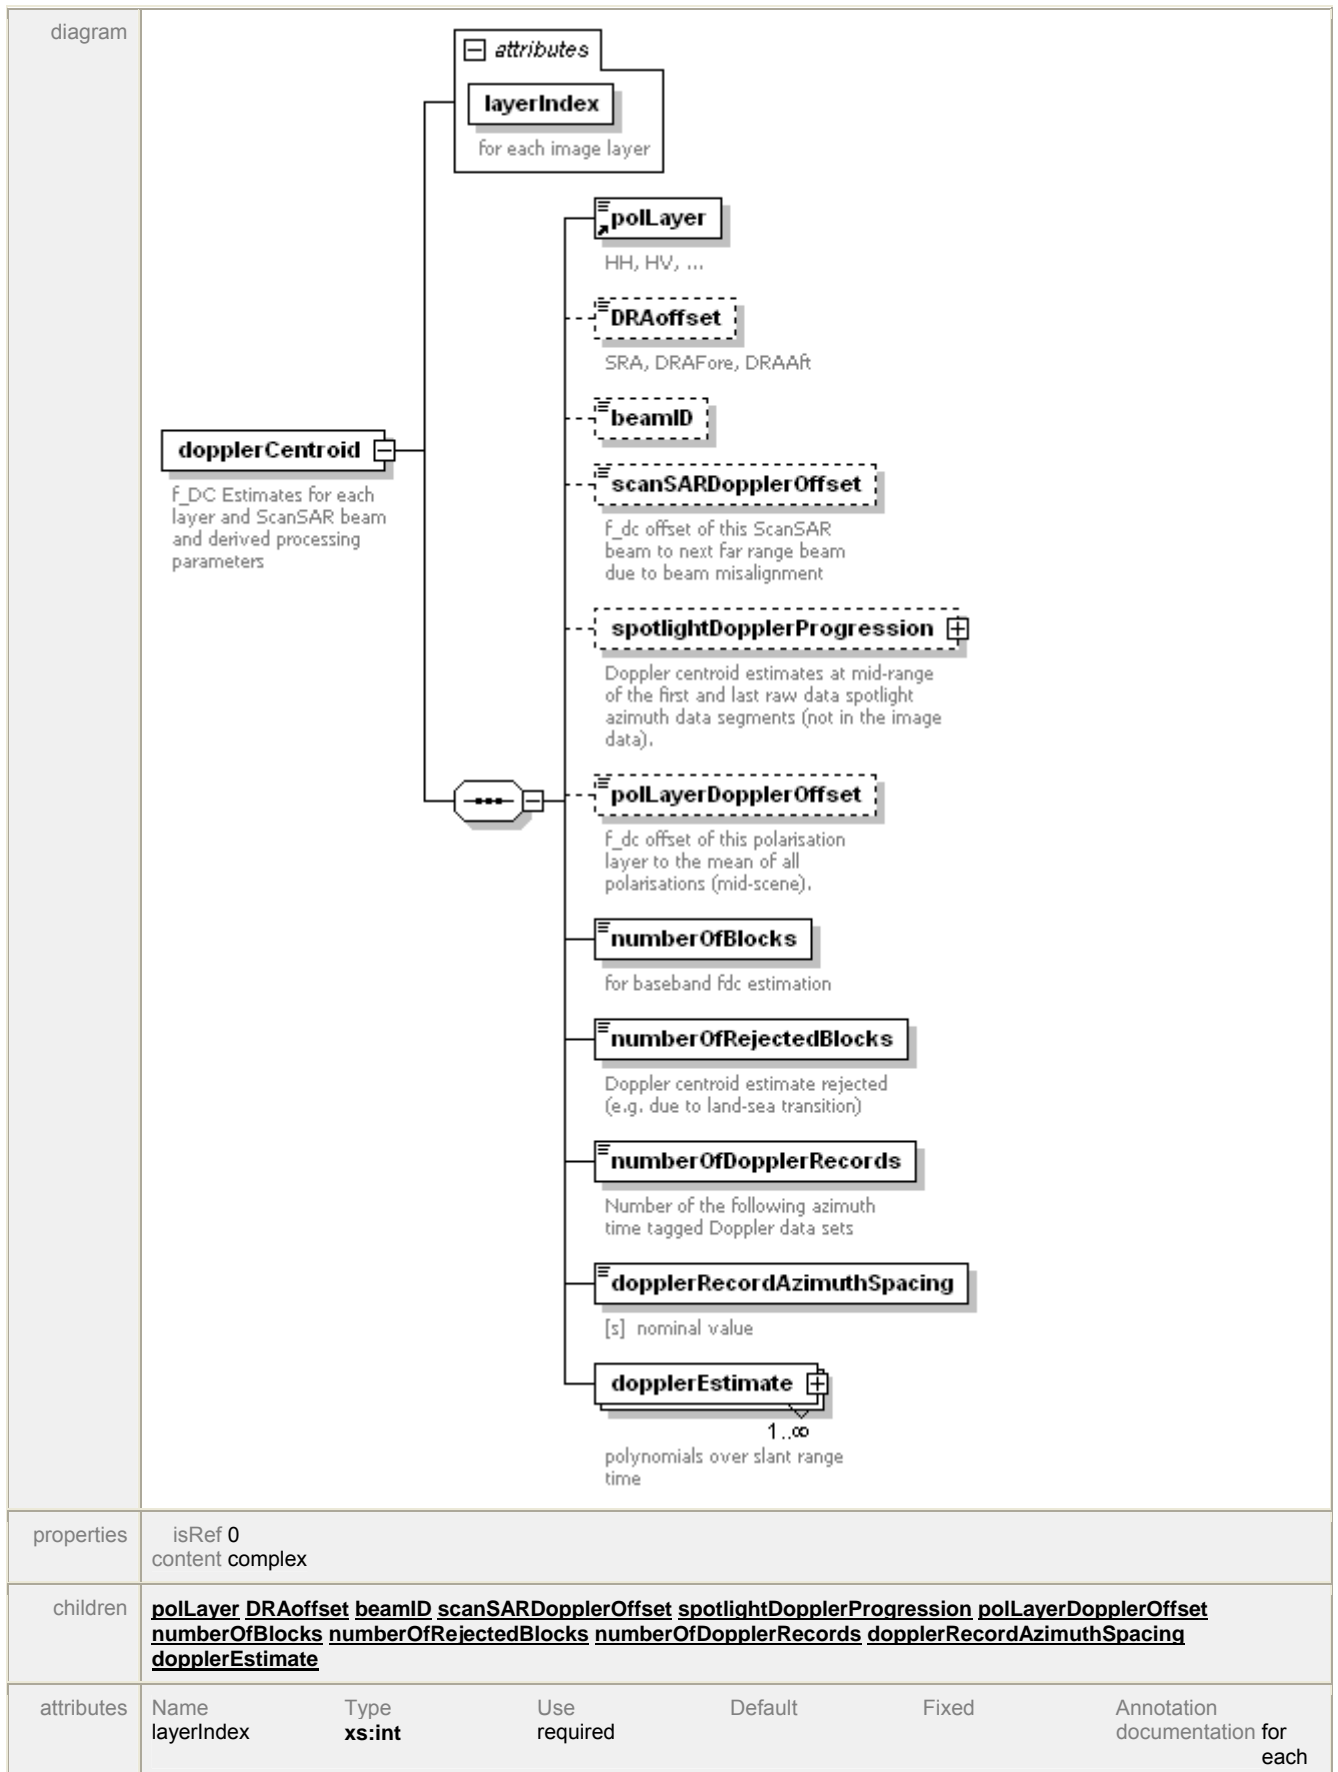 diagram
attributes
layerIndex
for each image layer
polLayer
HH, HV, ...
DRAoffset
SRA, DRAFore, DRAAft
beamID
dopplerCentroid
f_DC Estimates for each
layer and ScanSAR beam
and derived processing
parameters
scanSARDopplerOffset
f_dc offset of this ScanSAR
beam to next far range beam
due to beam misalignment
spotlightDopplerProgression
Doppler centroid estimates at mid-range
of the first and last raw data spotlight
azimuth data segments (not in the image
data).
polLayerDopplerOffset
f_dc offset of this polarisation
layer to the mean of all
polarisations (mid-scene).
numberOfBlocks
for baseband fdc estimation
numberOfRejectedBlocks
Doppler centroid estimate rejected
(e.g. due to land-sea transition)
numberOfDopplerRecords
Number of the following azimuth
time tagged Doppler data sets
dopplerRecordAzimuthSpacing
[s] nominal value
dopplerEstimate
1..∞
polynomials over slant range
time
properties
isRef 0
content complex
children
polLayer DRAoffset beamID scanSARDopplerOffset spotlightDopplerProgression polLayerDopplerOffset
numberOfBlocks numberOfRejectedBlocks numberOfDopplerRecords dopplerRecordAzimuthSpacing
dopplerEstimate
attributes
Name Type Use Default Fixed Annotation
layerIndex xs:int required documentation for
each